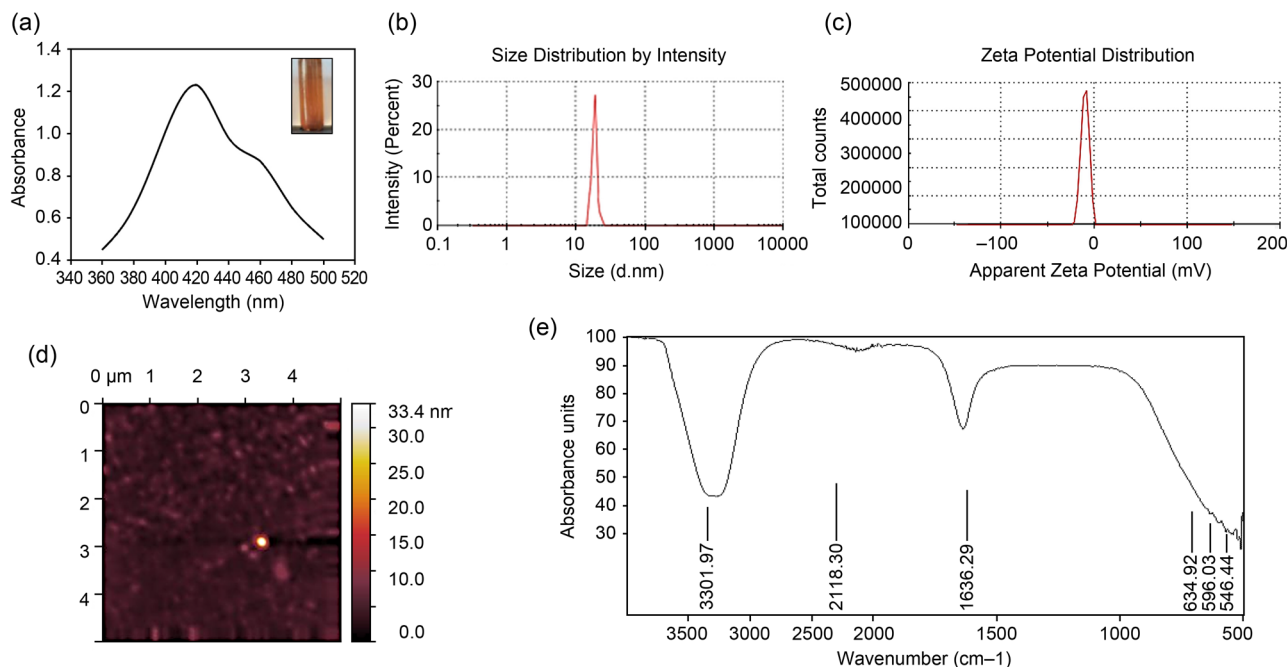 (a)
1.4
1.2
1.0
0.8
0.6
0.4
340 360 380 400 420 440 460 480 500 520
Absorbance
Wavelength (nm)
(b)
Size Distribution by Intensity
30
20
10
0
0.1 1 10 100 1000 10000
Intensity (Percent)
Size (d.nm)
(c)
Zeta Potential Distribution
500000
400000
300000
200000
100000
0 −100 0 100 200
Total counts
Apparent Zeta Potential (mV)
(d)
0 µm 1 2 3 4
0
1
2
3
4
33.4 nm
30.0
25.0
20.0
15.0
10.0
0.0
(e)
100
90
80
70
60
50
40
30
Absorbance units
3301.97
2118.30
1636.29
634.92
596.03
546.44
3500 3000 2000 1500 1000 500
Wavenumber (cm–1)